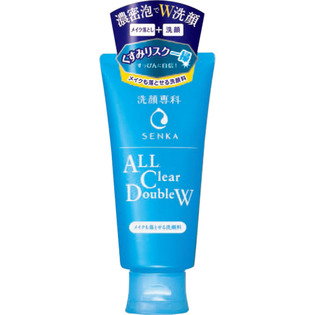 濃密泡でW洗顔
メイク落とし+洗顔
くすみリスク一掃
すっぴんに自信!
メイクも落とせる洗顔料
洗顔専科
SENKA
ALL
Clear
Double W
メイクも落とせる洗顔料